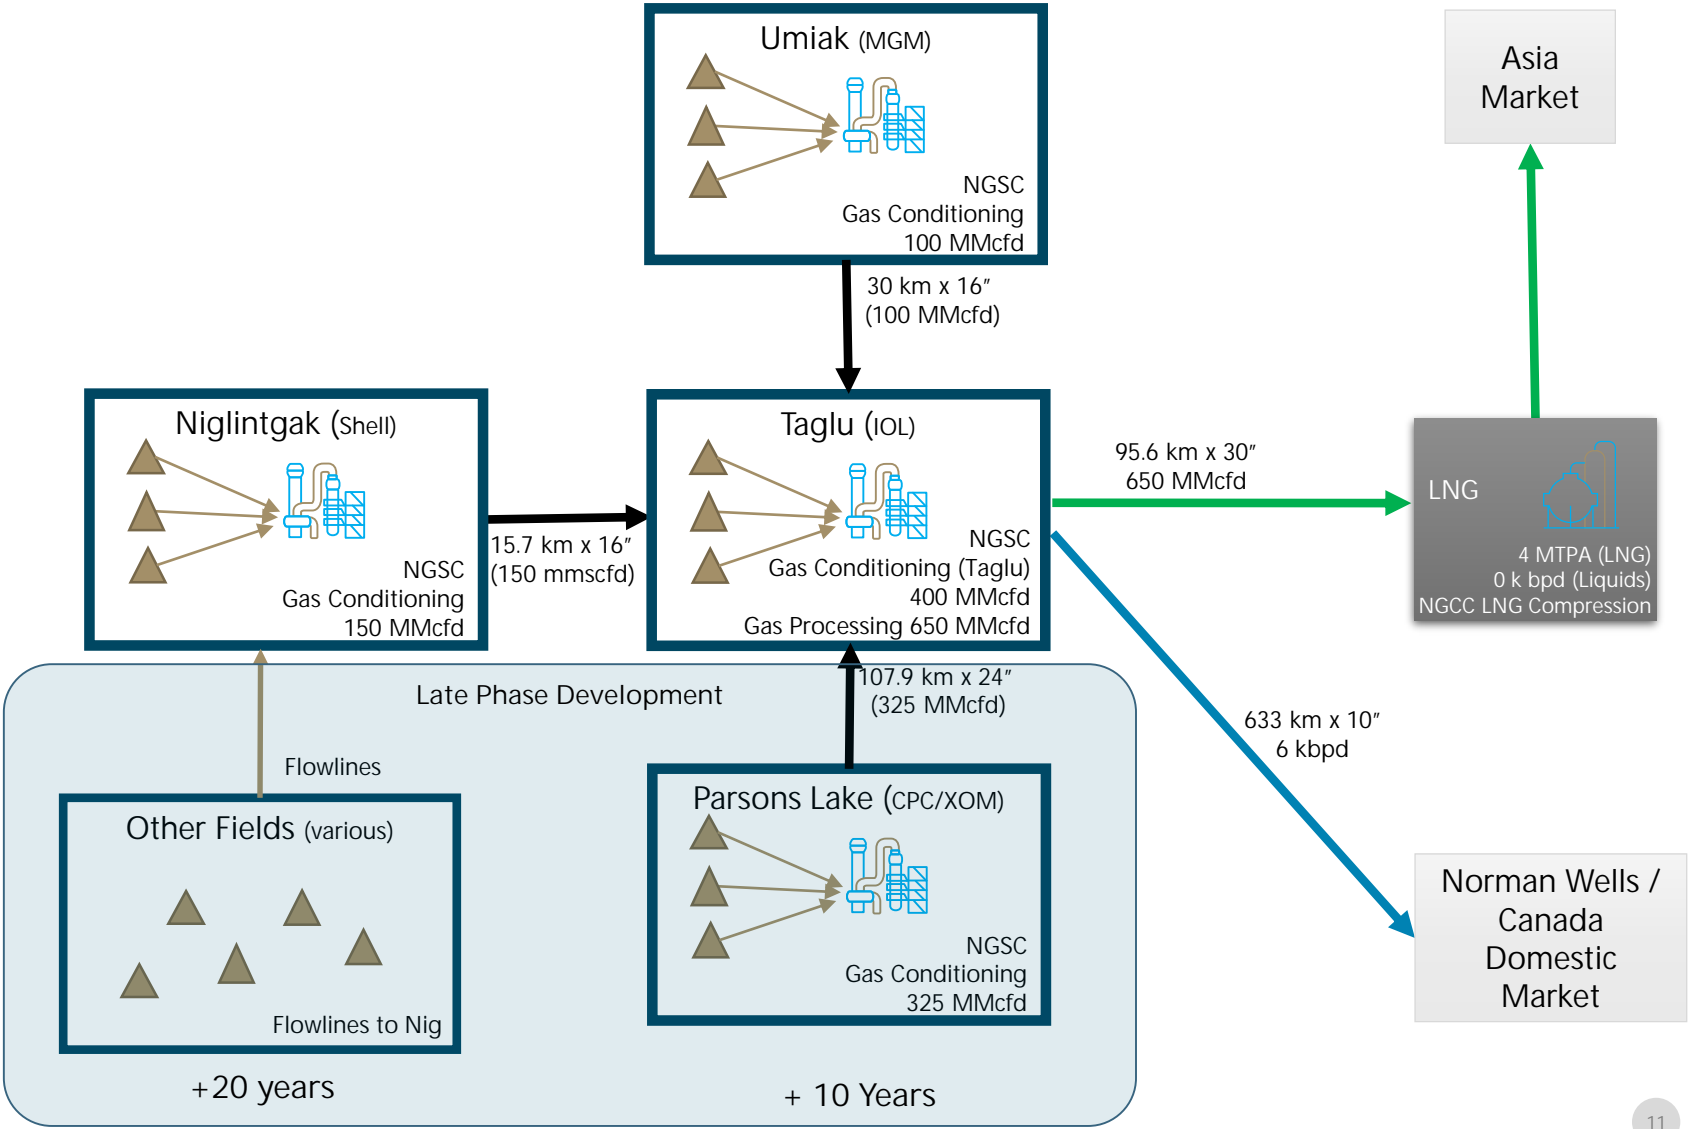 Umiak (MGM)
NGSC
Gas Conditioning
100 MMcfd
Asia
Market
30 km x 16”
(100 MMcfd)
Niglintgak (Shell)
NGSC
Gas Conditioning
150 MMcfd
15.7 km x 16”
(150 mmscfd)
Taglu (IOL)
NGSC
Gas Conditioning (Taglu)
400 MMcfd
Gas Processing 650 MMcfd
95.6 km x 30”
650 MMcfd
LNG
4 MTPA (LNG)
0 k bpd (Liquids)
NGCC LNG Compression
Late Phase Development
107.9 km x 24”
(325 MMcfd)
633 km x 10”
6 kbpd
Flowlines
Other Fields (various)
Flowlines to Nig
+20 years
Parsons Lake (CPC/XOM)
NGSC
Gas Conditioning
325 MMcfd
+ 10 Years
Norman Wells /
Canada
Domestic
Market
11